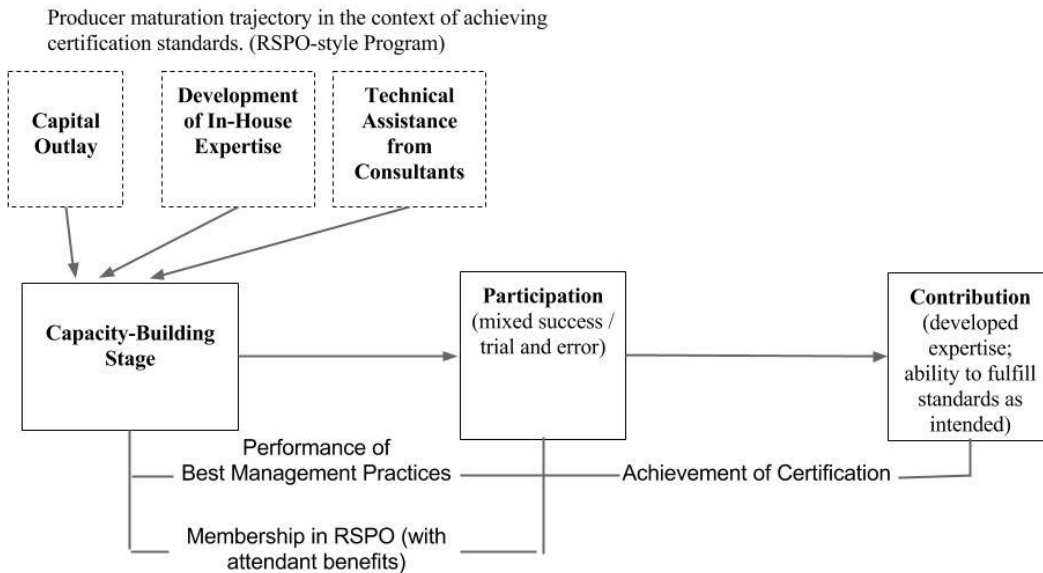 Producer maturation trajectory in the context of achieving
certification standards. (RSPO-style Program)
Capital
Outlay
Development
of In-House
Expertise
Technical
Assistance
from
Consultants
Capacity-Building
Stage
Participation
(mixed success /
trial and error)
Contribution
(developed
expertise;
ability to fulfill
standards as
intended)
Performance of
Best Management Practices
Achievement of Certification
Membership in RSPO (with
attendant benefits)